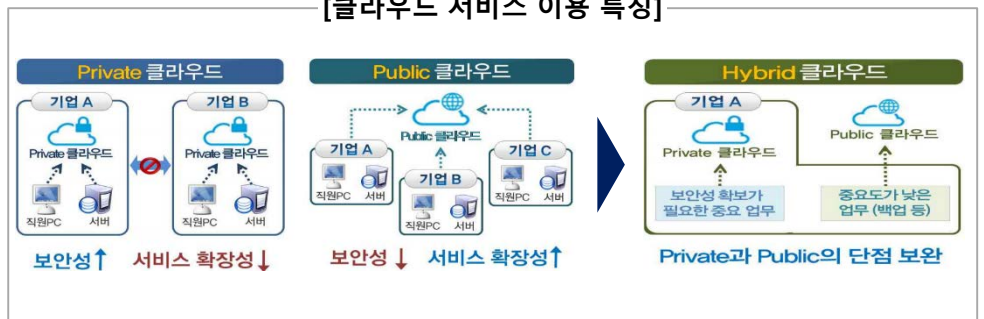 [클라우드 서비스 이용 특징]
Private 클라우드
기업 A
Private 클라우드
직원PC 서버
기업 B
Private 클라우드
직원PC 서버
보안성↑ 서비스 확장성↓
Public 클라우드
Public 클라우드
기업 A
직원PC 서버
기업 B
직원PC 서버
기업 C
직원PC 서버
보안성↓ 서비스 확장성↑
Hybrid 클라우드
기업 A
Private 클라우드
보안성 확보가
필요한 중요 업무
Public 클라우드
중요도가 낮은
업무 (백업 등)
Private과 Public의 단점 보완